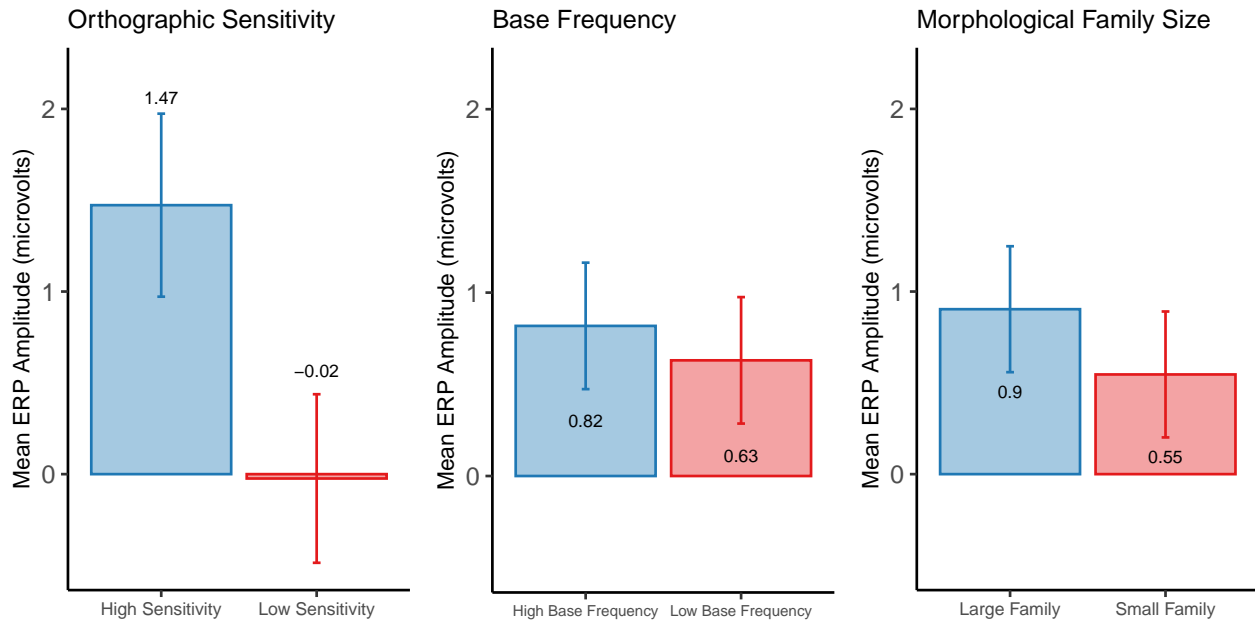 Orthographic Sensitivity
Mean ERP Amplitude (microvolts)
2
1
0
1.47
−0.02
High Sensitivity
Low Sensitivity
Base Frequency
Mean ERP Amplitude (microvolts)
2
1
0
0.82
0.63
High Base Frequency
Low Base Frequency
Morphological Family Size
Mean ERP Amplitude (microvolts)
2
1
0
0.9
0.55
Large Family
Small Family